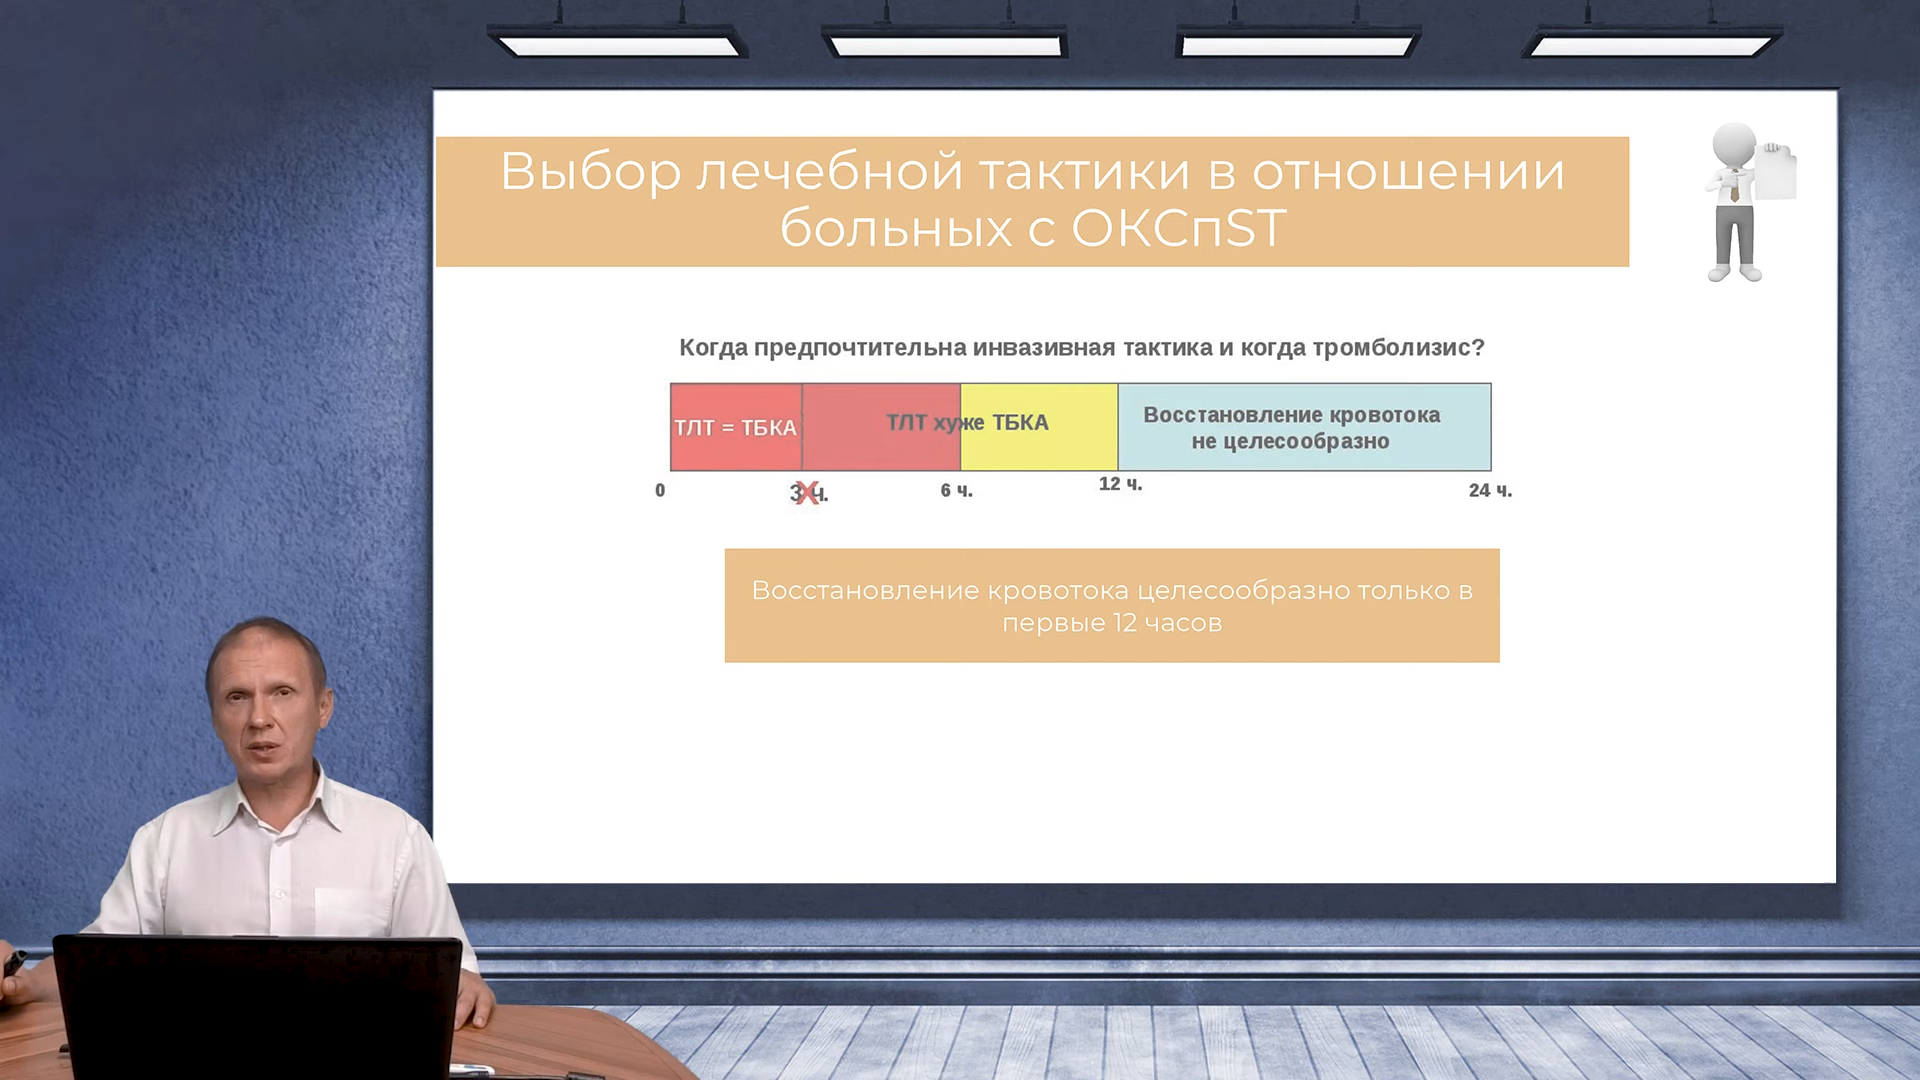 Выбор лечебной тактики в отношении
больных с ОКСпST
Когда предпочтительна инвазивная тактика и когда тромболизис?
ТЛТ = ТБКА
ТЛТ хуже ТБКА
Восстановление кровотока
не целесообразно
0
3 ч.
6 ч.
12 ч.
24 ч.
Восстановление кровотока целесообразно только в
первые 12 часов